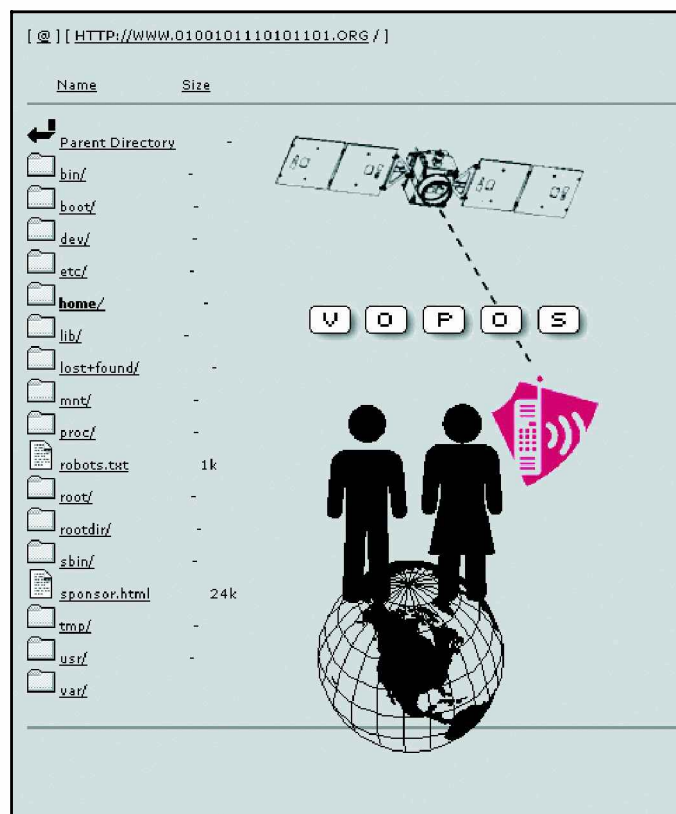 [ @ ] [ HTTP://WWW.0100101110101101.ORG / ]
Name Size
Parent Directory -
bin/ -
boot/ -
dev/ -
etc/ -
home/ -
VOPOS
lib/ -
lost+found/ -
mnt/ -
proc/ -
robots.txt 1k
root/ -
rootdir/ -
sbin/ -
sponsor.html 24k
tmp/ -
usr/ -
var/